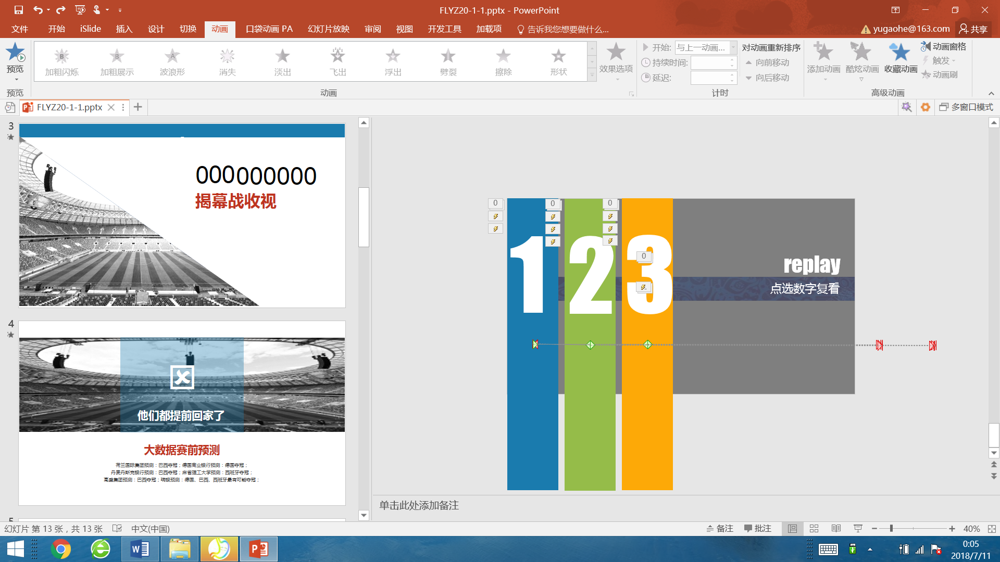 FLYZ20-1-1.pptx - PowerPoint
文件 开始 iSlide 插入 设计 切换 动画 口袋动画 PA 幻灯片放映 审阅 视图 开发工具 加载项 告诉我您想要做什么... yugaohe@163.com 共享
预览
加粗闪烁 加粗展示 波浪形 消失 淡出 飞出 浮出 劈裂 擦除 形状
效果选项
开始: 与上一动画...
持续时间:
延迟:
对动画重新排序
向前移动
向后移动
添加动画 酷炫动画 收藏动画
动画窗格
触发
动画刷
预览 动画 计时 高级动画
FLYZ20-1-1.pptx 多窗口模式
3
000000000
揭幕战收视
4
他们都提前回家了
大数据赛前预测
荷兰国际集团预测：巴西夺冠；德国商业银行预测：德国夺冠；
丹麦丹斯克银行预测：巴西夺冠；麻省理工大学预测：西班牙夺冠；
高盛集团预测：巴西夺冠；瑞银预测：德国、巴西、西班牙最有可能夺冠；
5
0 0 0
1 2 3
0
replay
点选数字复看
单击此处添加备注
幻灯片 第 13 张，共 13 张 中文(中国) 备注 批注 40%
0:05
2018/7/11